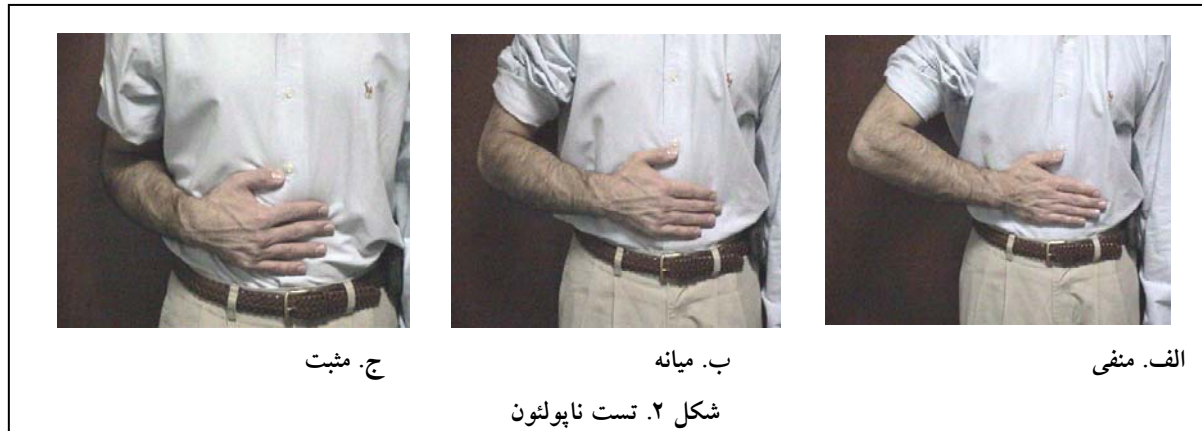 الف. منفی ب. میانه ج. مثبت
شکل ۲. تست ناپولئون